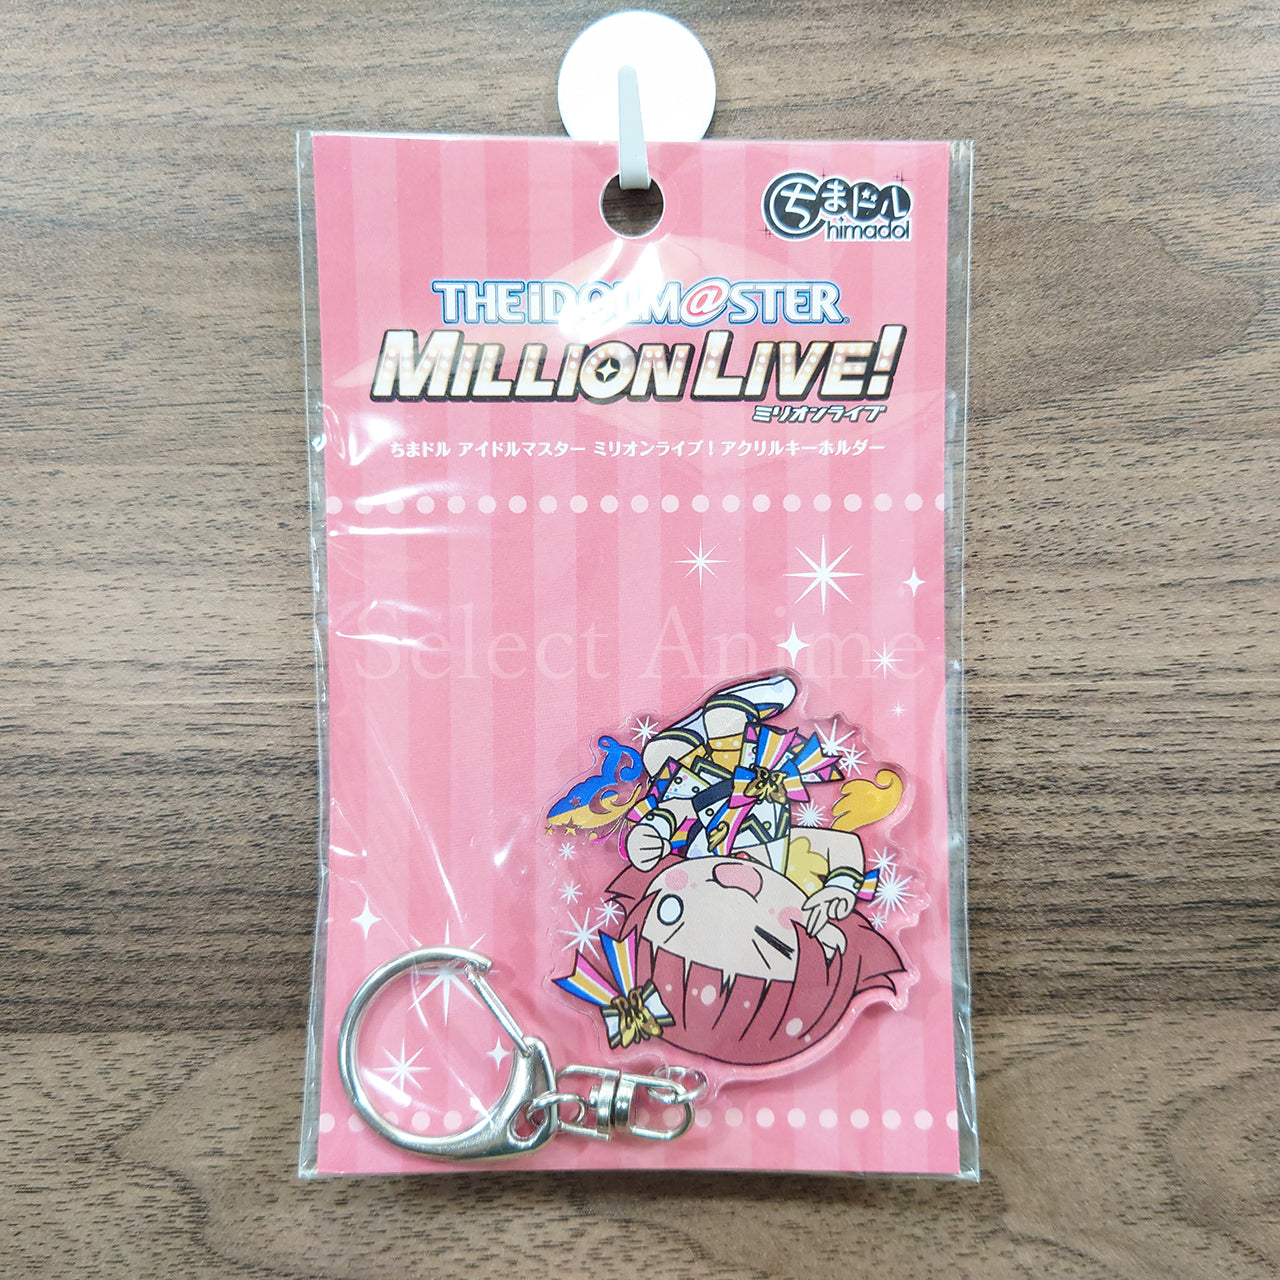 ちまドル
Chimadol
THE iDOLM@STER
MILLION LIVE!
ミリオンライブ
ちまドル アイドルマスター ミリオンライブ！アクリルキーホルダー
Select Anime